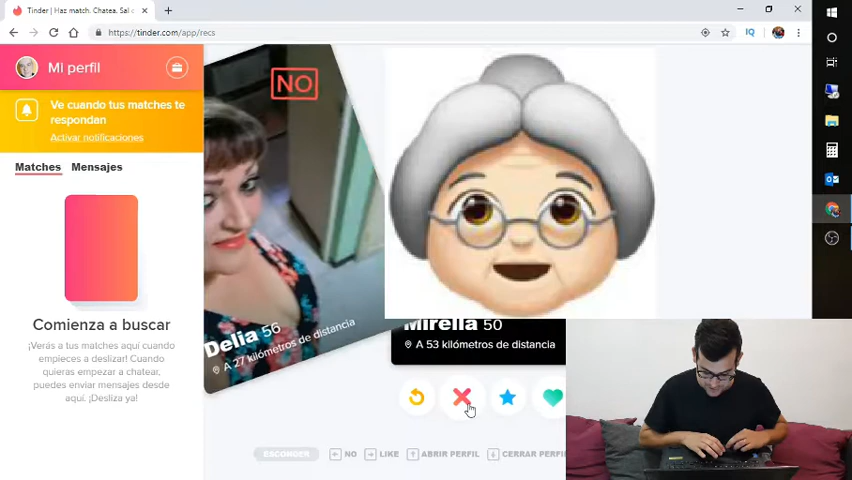 Tinder | Haz match. Chatea. Sal c
https://tinder.com/app/recs
IQ
Mi perfil
Ve cuando tus matches te
respondan
Activar notificaciones
Matches Mensajes
Comienza a buscar
¡Verás a tus matches aquí cuando
empieces a deslizar! Cuando
quieras empezar a chatear,
puedes enviar mensajes desde
aquí. ¡Desliza ya!
NO
Delia 56
A 27 kilómetros de distancia
Mirella 50
A 53 kilómetros de distancia
ESCONDER NO LIKE ABRIR PERFIL CERRAR PERFIL